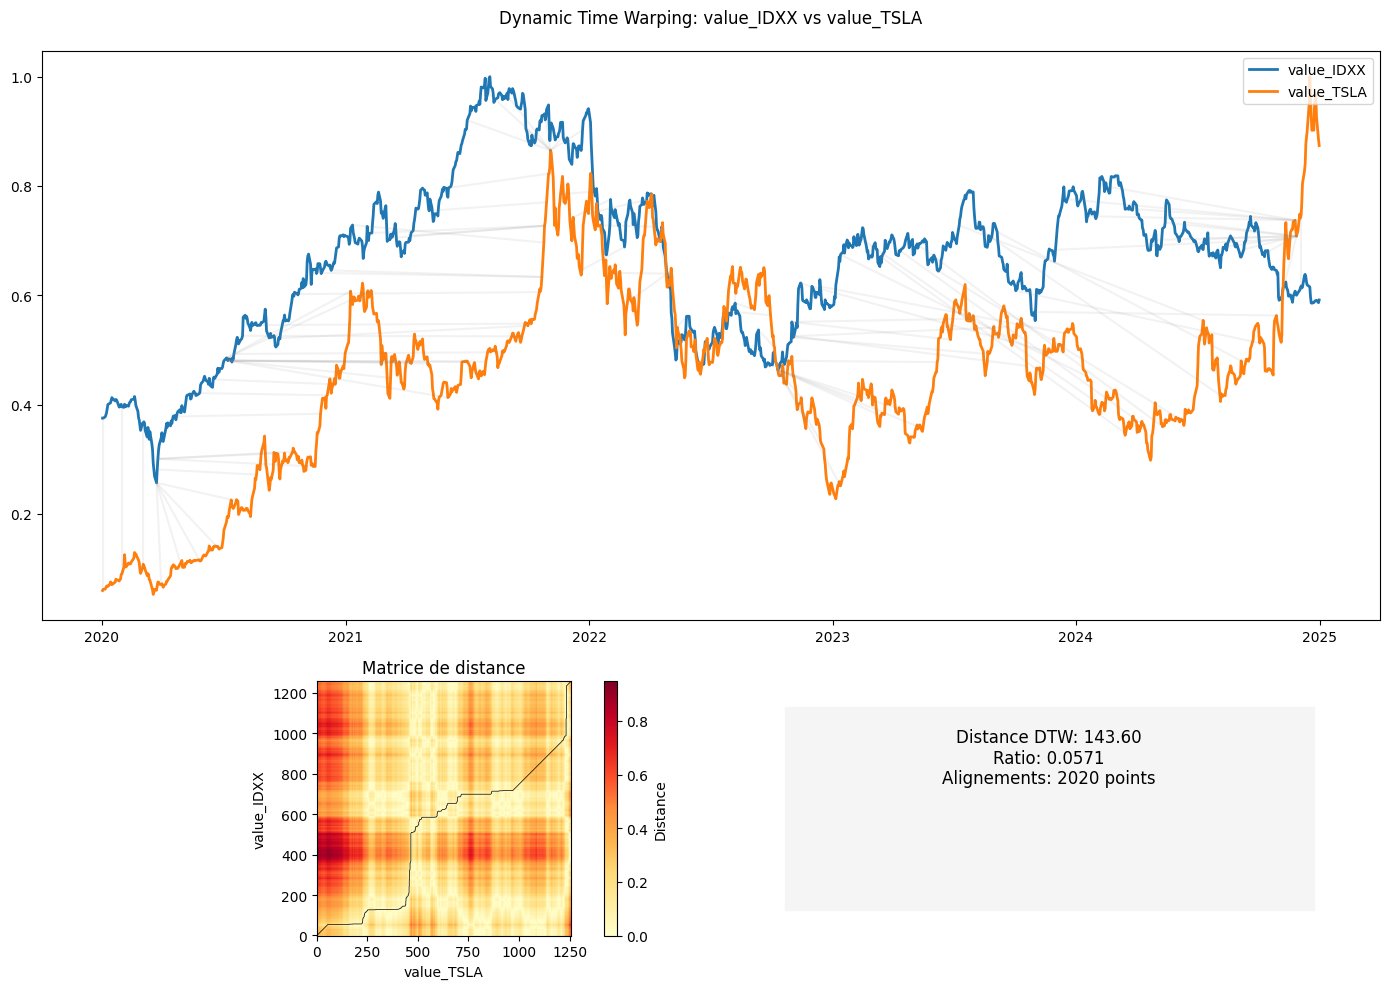 Dynamic Time Warping: value_IDXX vs value_TSLA
value_IDXX
value_TSLA
1.0
0.8
0.6
0.4
0.2
2020 2021 2022 2023 2024 2025
Matrice de distance
value_IDXX
1200
1000
800
600
400
200
0
0 250 500 750 1000 1250
value_TSLA
0.8
0.6
0.4
0.2
0.0
Distance
Distance DTW: 143.60
Ratio: 0.0571
Alignements: 2020 points